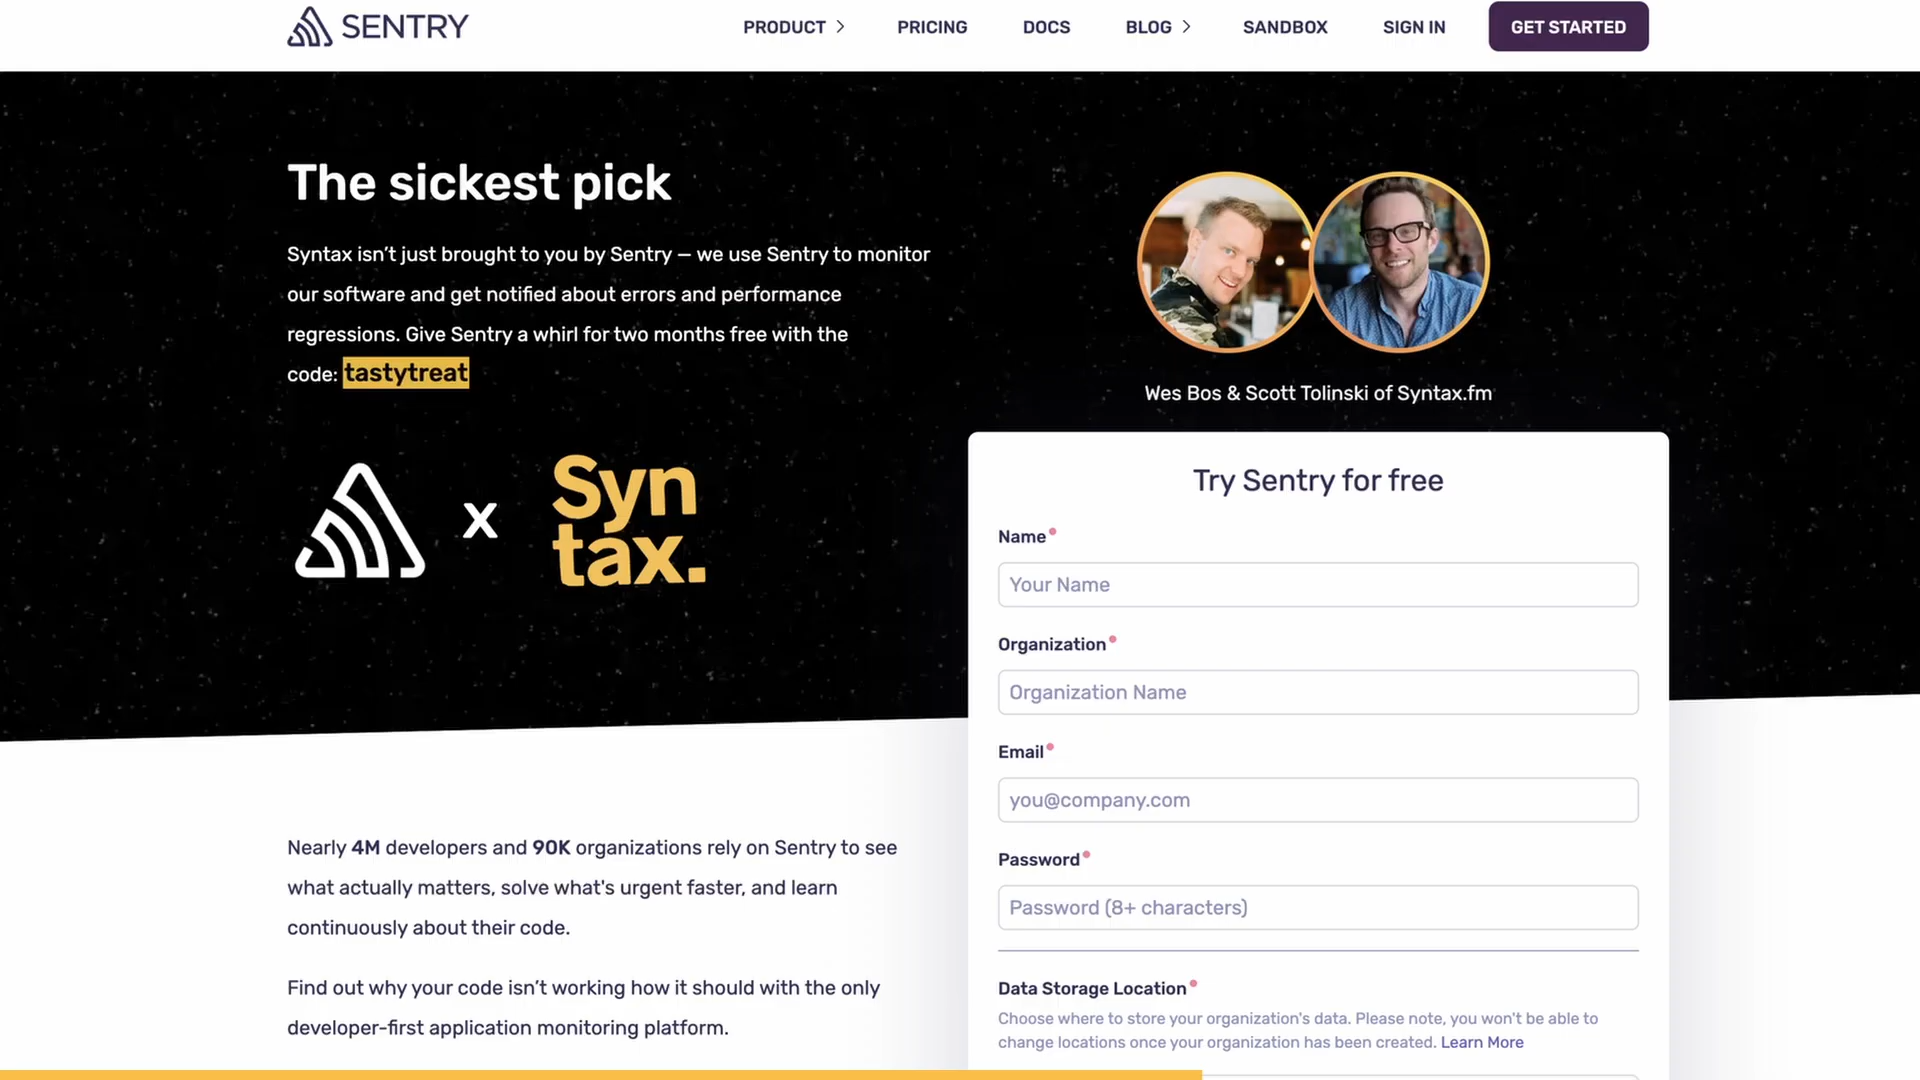 SENTRY
PRODUCT
PRICING
DOCS
BLOG
SANDBOX
SIGN IN
GET STARTED
The sickest pick
Syntax isn’t just brought to you by Sentry — we use Sentry to monitor
our software and get notified about errors and performance
regressions. Give Sentry a whirl for two months free with the
code: tastytreat
x
Syn
tax.
Wes Bos & Scott Tolinski of Syntax.fm
Try Sentry for free
Name
Your Name
Organization
Organization Name
Email
you@company.com
Password
Password (8+ characters)
Data Storage Location
Choose where to store your organization's data. Please note, you won't be able to
change locations once your organization has been created. Learn More
Nearly 4M developers and 90K organizations rely on Sentry to see
what actually matters, solve what's urgent faster, and learn
continuously about their code.
Find out why your code isn’t working how it should with the only
developer-first application monitoring platform.